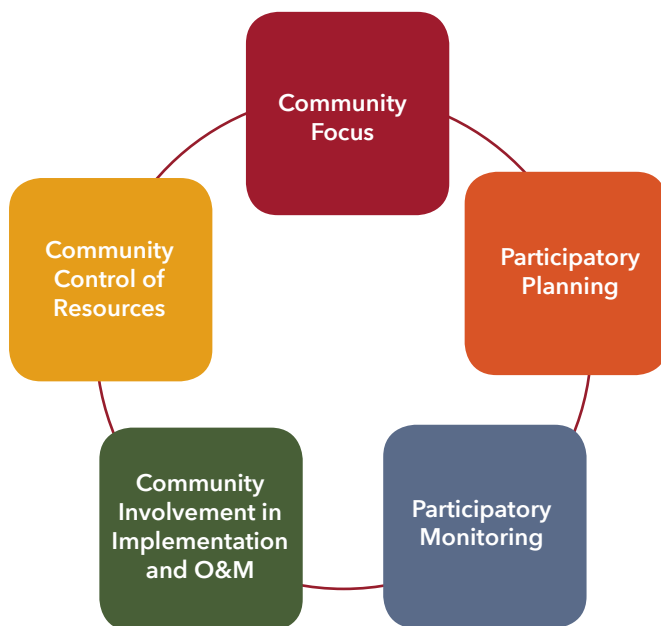 Community
Focus
Participatory
Planning
Participatory
Monitoring
Community
Involvement in
Implementation
and O&M
Community
Control of
Resources